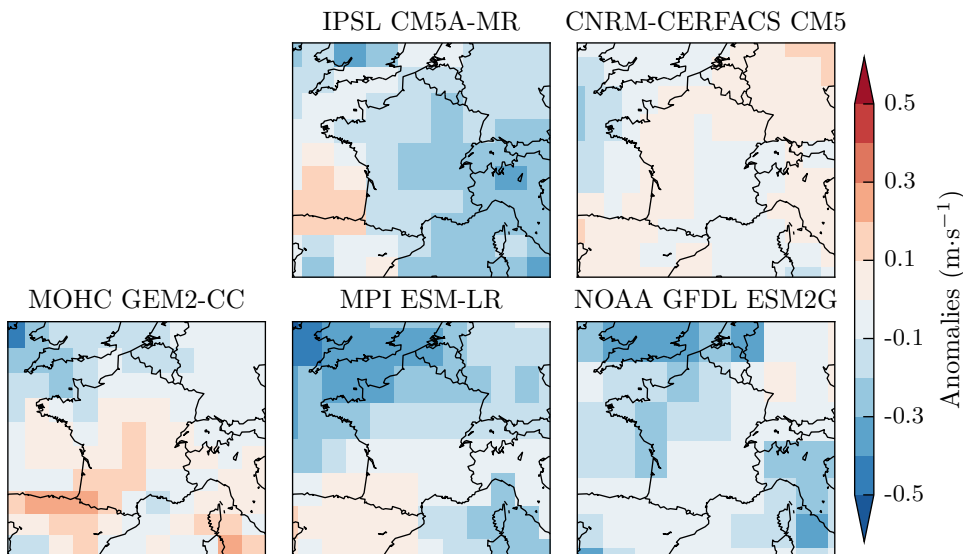 IPSL CM5A-MR
CNRM-CERFACS CM5
MOHC GEM2-CC
MPI ESM-LR
NOAA GFDL ESM2G
0.5
0.3
0.1
-0.1
-0.3
-0.5
Anomalies (m·s⁻¹)